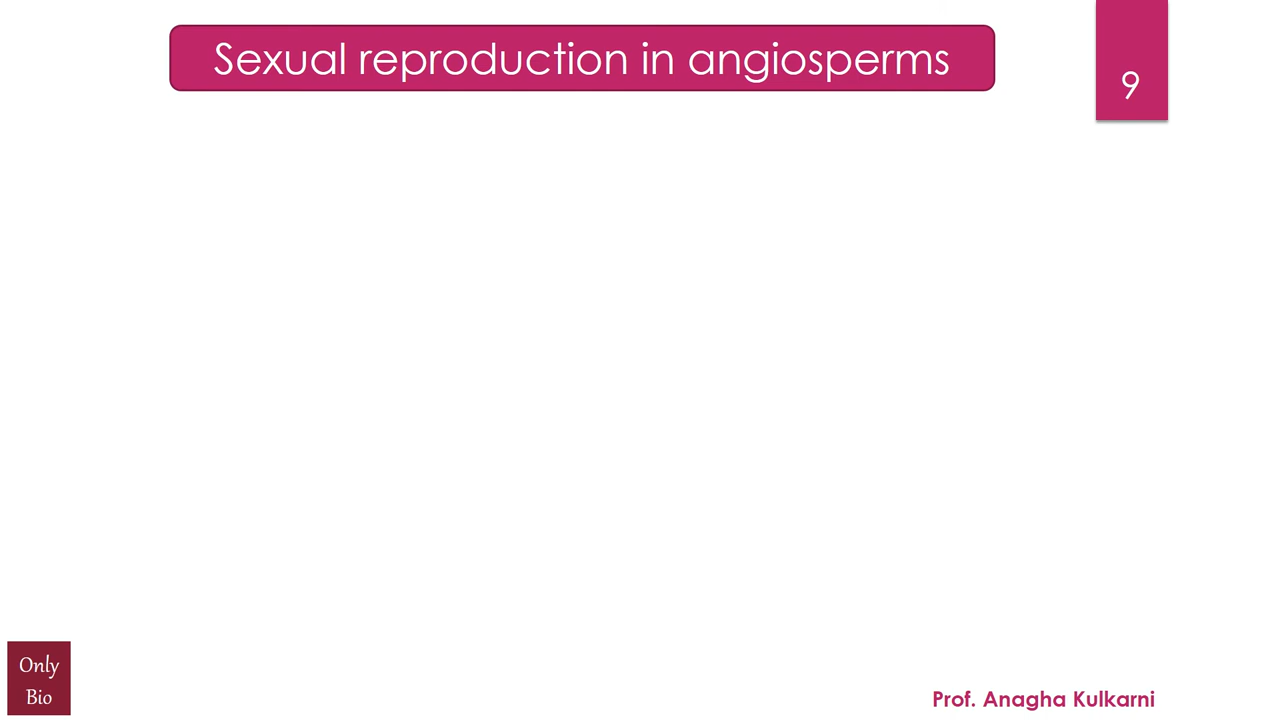 Sexual reproduction in angiosperms
9
Only
Bio
Prof. Anagha Kulkarni